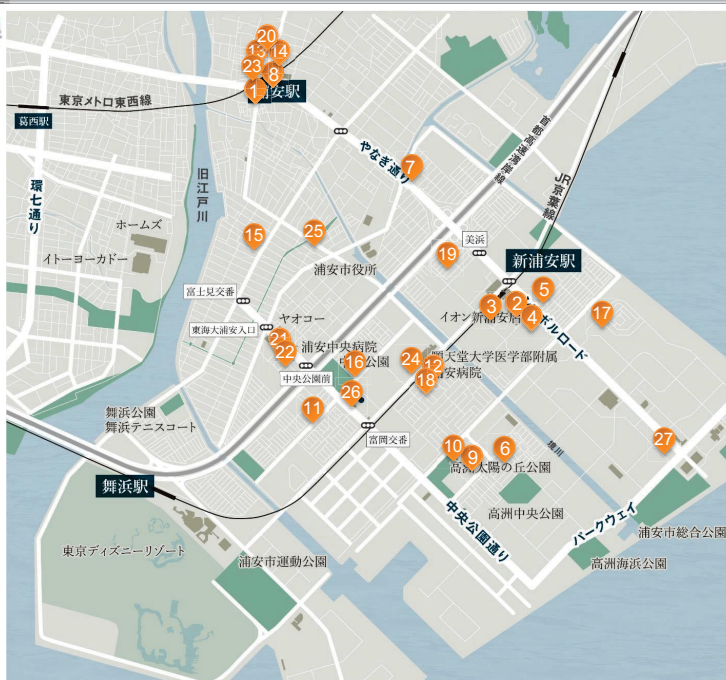 20
13
14
23
8
浦安駅
1
東京メトロ東西線
葛西駅
首都高速湾岸線
やなぎ通り
7
JR京葉線
旧江戸川
環七通り
ホームズ
15
25
美浜
19
新浦安駅
イトーヨーカドー
浦安市役所
富士見交番
5
2
3
4
17
イオン新浦安店
ボルロード
ヤオコー
東海大浦安入口
21
22
浦安中央病院
中央公園
16
24
12
順天堂大学医学部附属
浦安病院
18
中央公園前
26
11
舞浜公園
舞浜テニスコート
富岡交番
27
10
9
6
高洲太陽の丘公園
境川
舞浜駅
中央公園通り
高洲中央公園
パークウェイ
浦安市総合公園
東京ディズニーリゾート
浦安市運動公園
高洲海浜公園